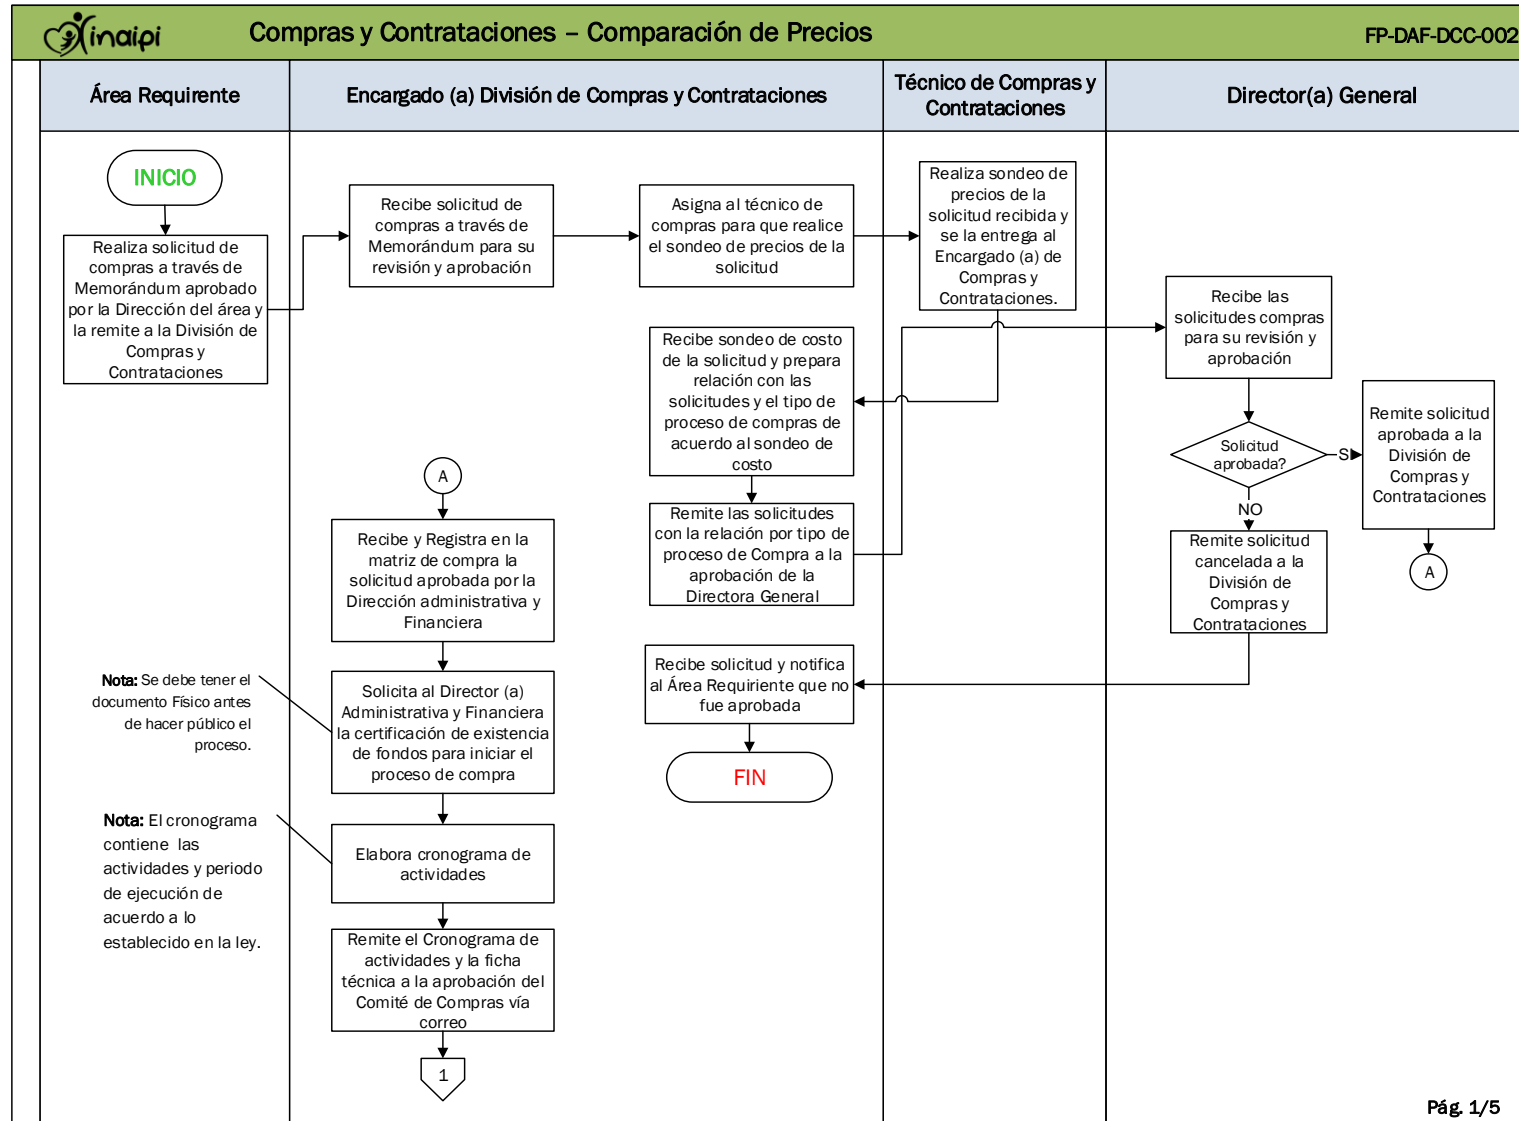 inaipi
Compras y Contrataciones – Comparación de Precios
FP-DAF-DCC-002
Área Requirente
Encargado (a) División de Compras y Contrataciones
Técnico de Compras y
Contrataciones
Director(a) General
INICIO
Realiza solicitud de
compras a través de
Memorándum aprobado
por la Dirección del área y
la remite a la División de
Compras y
Contrataciones
Recibe solicitud de
compras a través de
Memorándum para su
revisión y aprobación
Asigna al técnico de
compras para que realice
el sondeo de precios de la
solicitud
Realiza sondeo de
precios de la
solicitud recibida y
se la entrega al
Encargado (a) de
Compras y
Contrataciones.
Recibe sondeo de costo
de la solicitud y prepara
relación con las
solicitudes y el tipo de
proceso de compras de
acuerdo al sondeo de
costo
Remite las solicitudes
con la relación por tipo de
proceso de Compra a la
aprobación de la
Directora General
Recibe las
solicitudes compras
para su revisión y
aprobación
Solicitud
aprobada?
SI
Remite solicitud
aprobada a la
División de
Compras y
Contrataciones
A
NO
Remite solicitud
cancelada a la
División de
Compras y
Contrataciones
Recibe solicitud y notifica
al Área Requiriente que no
fue aprobada
FIN
A
Recibe y Registra en la
matriz de compra la
solicitud aprobada por la
Dirección administrativa y
Financiera
Nota: Se debe tener el
documento Físico antes
de hacer público el
proceso.
Solicita al Director (a)
Administrativa y Financiera
la certificación de existencia
de fondos para iniciar el
proceso de compra
Nota: El cronograma
contiene las
actividades y periodo
de ejecución de
acuerdo a lo
establecido en la ley.
Elabora cronograma de
actividades
Remite el Cronograma de
actividades y la ficha
técnica a la aprobación del
Comité de Compras vía
correo
1
Pág. 1/5